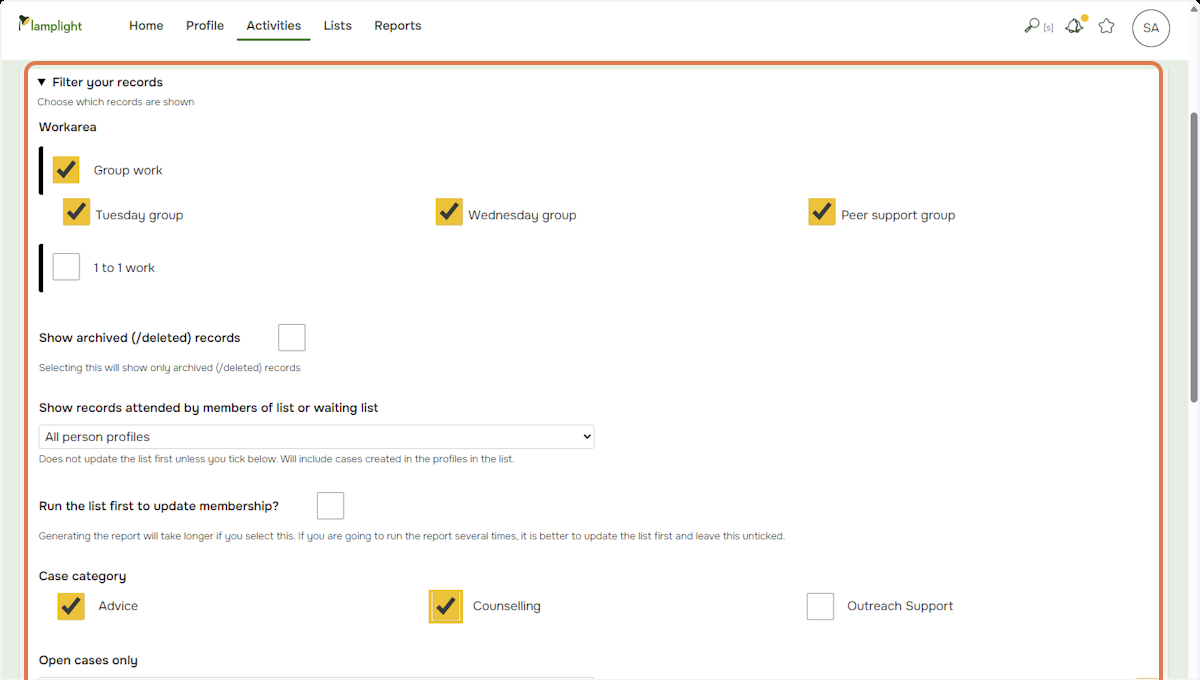 lamplight Home Profile Activities Lists Reports [s] SA
▼ Filter your records
Choose which records are shown
Workarea
Group work
Tuesday group Wednesday group Peer support group
1 to 1 work
Show archived (/deleted) records
Selecting this will show only archived (/deleted) records
Show records attended by members of list or waiting list
All person profiles
Does not update the list first unless you tick below. Will include cases created in the profiles in the list.
Run the list first to update membership?
Generating the report will take longer if you select this. If you are going to run the report several times, it is better to update the list first and leave this unticked.
Case category
Advice Counselling Outreach Support
Open cases only